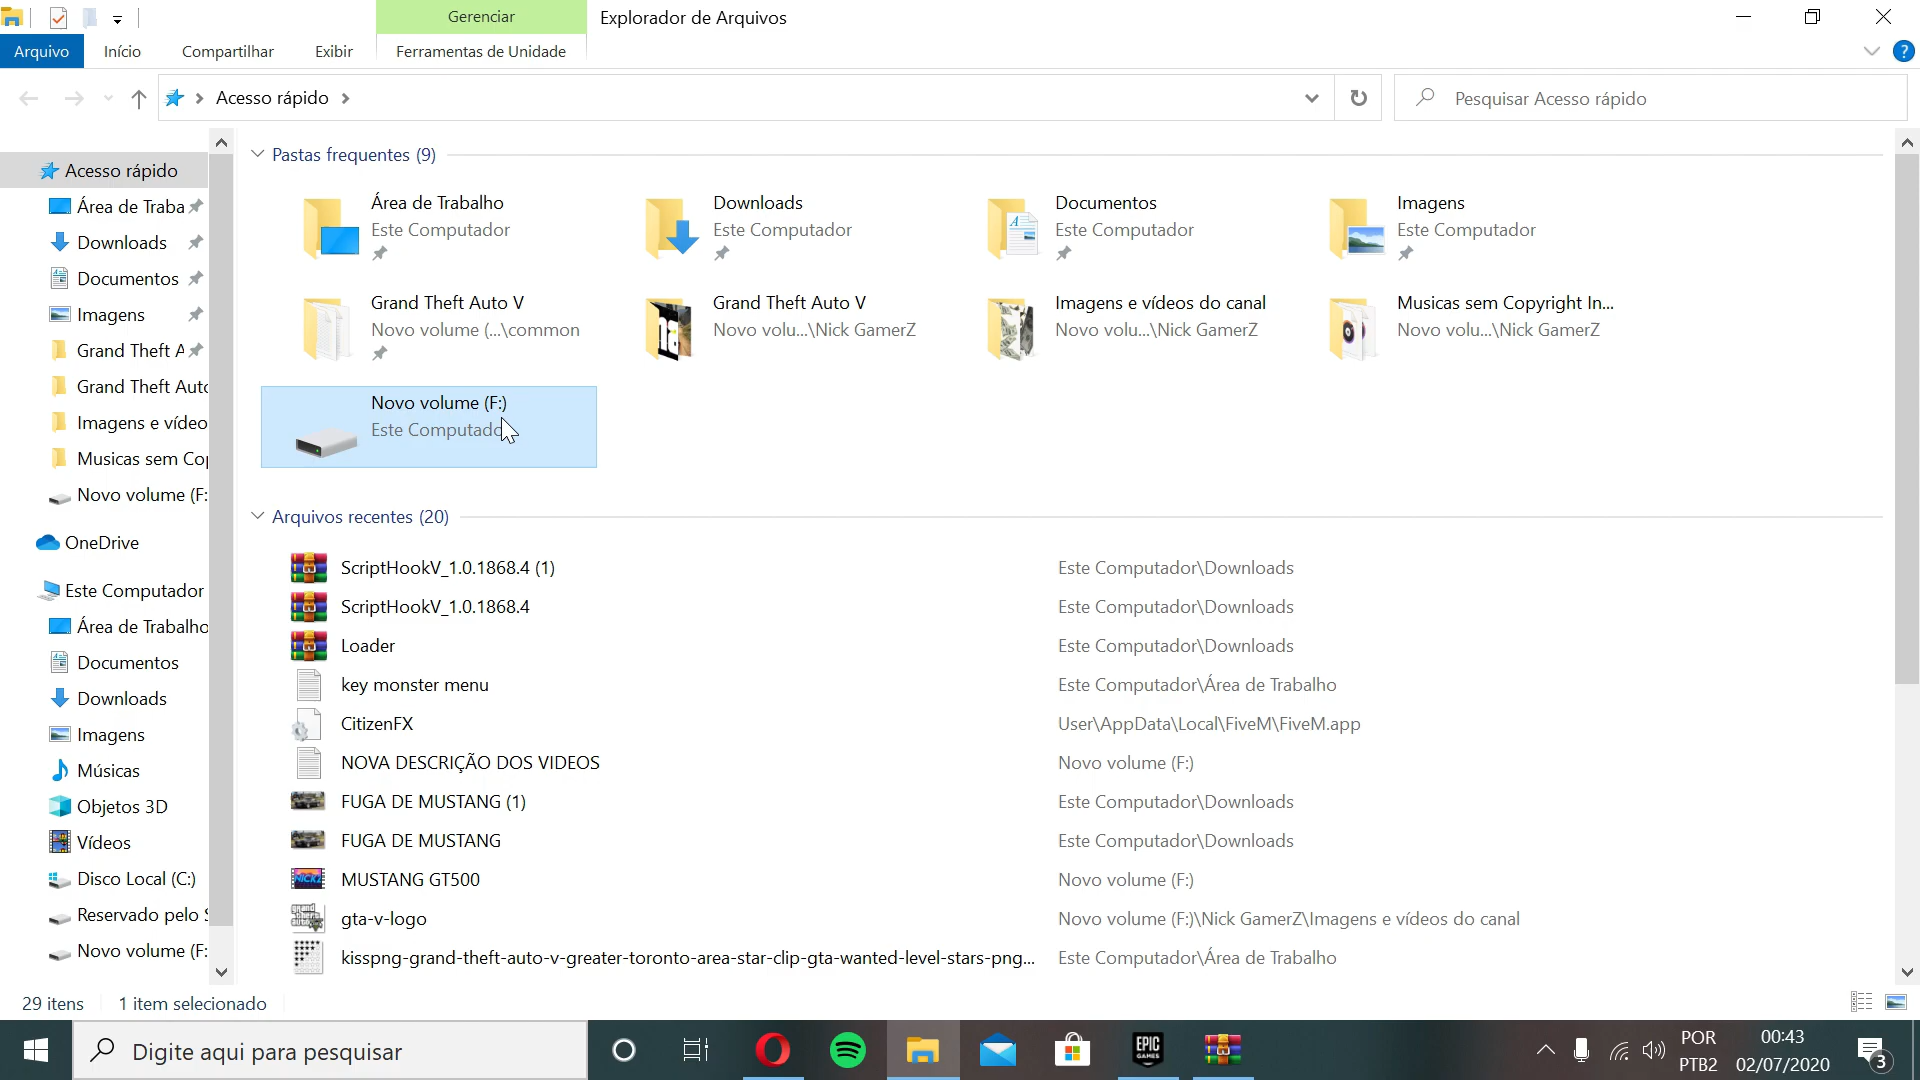 Gerenciar
Explorador de Arquivos
Arquivo
Início
Compartilhar
Exibir
Ferramentas de Unidade
?
Acesso rápido
Pesquisar Acesso rápido
Acesso rápido
Área de Traba
Downloads
Documentos
Imagens
Grand Theft A
Grand Theft Auto
Imagens e vídeo
Musicas sem Cop
Novo volume (F:
OneDrive
Este Computador
Área de Trabalho
Documentos
Downloads
Imagens
Músicas
Objetos 3D
Vídeos
Disco Local (C:)
Reservado pelo S
Novo volume (F:
Pastas frequentes (9)
Área de Trabalho
Este Computador
Downloads
Este Computador
Documentos
Este Computador
Imagens
Este Computador
Grand Theft Auto V
Novo volume (...\common
Grand Theft Auto V
Novo volu...\Nick GamerZ
Imagens e vídeos do canal
Novo volu...\Nick GamerZ
Musicas sem Copyright In...
Novo volu...\Nick GamerZ
Novo volume (F:)
Este Computador
Arquivos recentes (20)
ScriptHookV_1.0.1868.4 (1)
Este Computador\Downloads
ScriptHookV_1.0.1868.4
Este Computador\Downloads
Loader
Este Computador\Downloads
key monster menu
Este Computador\Área de Trabalho
CitizenFX
User\AppData\Local\FiveM\FiveM.app
NOVA DESCRIÇÃO DOS VIDEOS
Novo volume (F:)
FUGA DE MUSTANG (1)
Este Computador\Downloads
FUGA DE MUSTANG
Este Computador\Downloads
MUSTANG GT500
Novo volume (F:)
gta-v-logo
Novo volume (F:)\Nick GamerZ\Imagens e vídeos do canal
kisspng-grand-theft-auto-v-greater-toronto-area-star-clip-gta-wanted-level-stars-png...
Este Computador\Área de Trabalho
29 itens
1 item selecionado
Digite aqui para pesquisar
EPIC
GAMES
POR
PTB2
00:43
02/07/2020
3